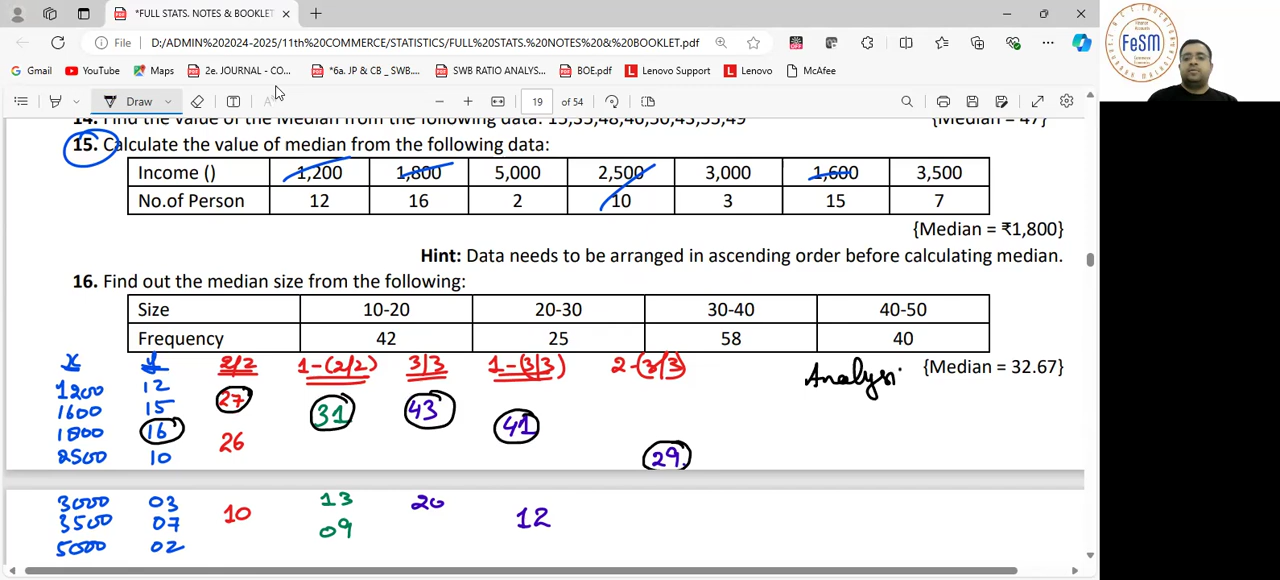 *FULL STATS. NOTES & BOOKLET
File D:/ADMIN%202024-2025/11th%20COMMERCE/STATISTICS/FULL%20STATS.%20NOTES%20&%20BOOKLET.pdf
Gmail YouTube Maps 2e. JOURNAL - CO... *6a. JP & CB _ SWB.... SWB RATIO ANALYS... BOE.pdf Lenovo Support Lenovo McAfee
Draw 19 of 54
14. Find the value of the Median from the following data: 15,35,48,46,50,43,55,49 {Median = 47}
15. Calculate the value of median from the following data:
Income () 1,200 1,800 5,000 2,500 3,000 1,600 3,500
No.of Person 12 16 2 10 3 15 7
{Median = ₹1,800}
Hint: Data needs to be arranged in ascending order before calculating median.
16. Find out the median size from the following:
Size 10-20 20-30 30-40 40-50
Frequency 42 25 58 40
{Median = 32.67}
x f 2/2 1-(2/2) 3/3 1-(3/3) 2-(3/3) Analysi
1200 12
1600 15 27 31 43
1800 16 26 41
2500 10 29
3000 03 13 20
3500 07 10 09 12
5000 02
FeSM